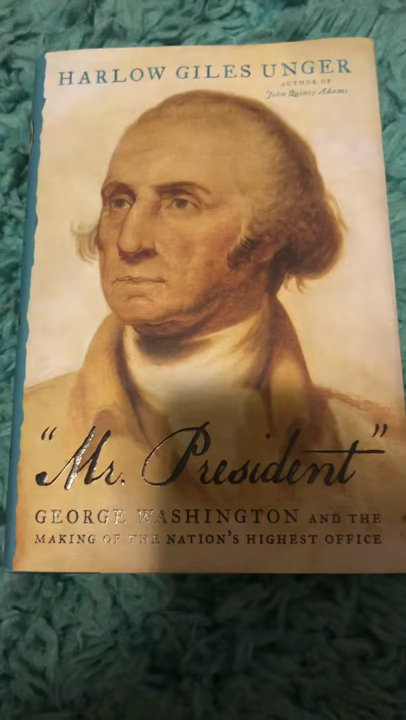 HARLOW GILES UNGER
AUTHOR OF
John Quincy Adams
"Mr. President"
GEORGE WASHINGTON AND THE
MAKING OF THE NATION'S HIGHEST OFFICE